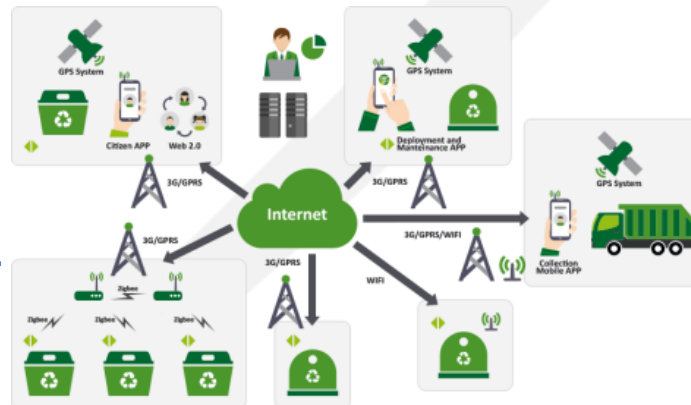 GPS System
Citizen APP
Web 2.0
3G/GPRS
GPS System
Deployment and
Maintenance APP
3G/GPRS
GPS System
Collection
Mobile APP
Internet
3G/GPRS/WIFI
3G/GPRS
Zigbee
Zigbee
Zigbee
Zigbee
3G/GPRS
WIFI